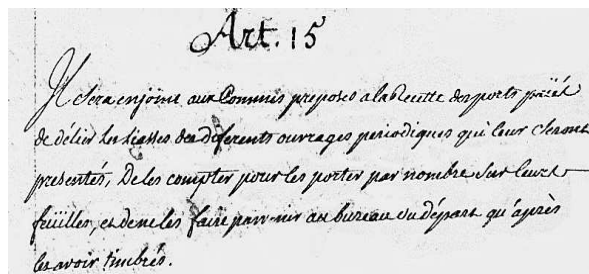 Art. 15
Il sera enjoint aux Commis preposés a la Recette des ports payés
de délier les liasses des diferents ouvrages periodiques qui leur seront
presentés, De les compter pour les porter par nombre sur leurs
feüilles, et de ne les faire parvenir au bureau du départ qu'après
les avoir timbrés.